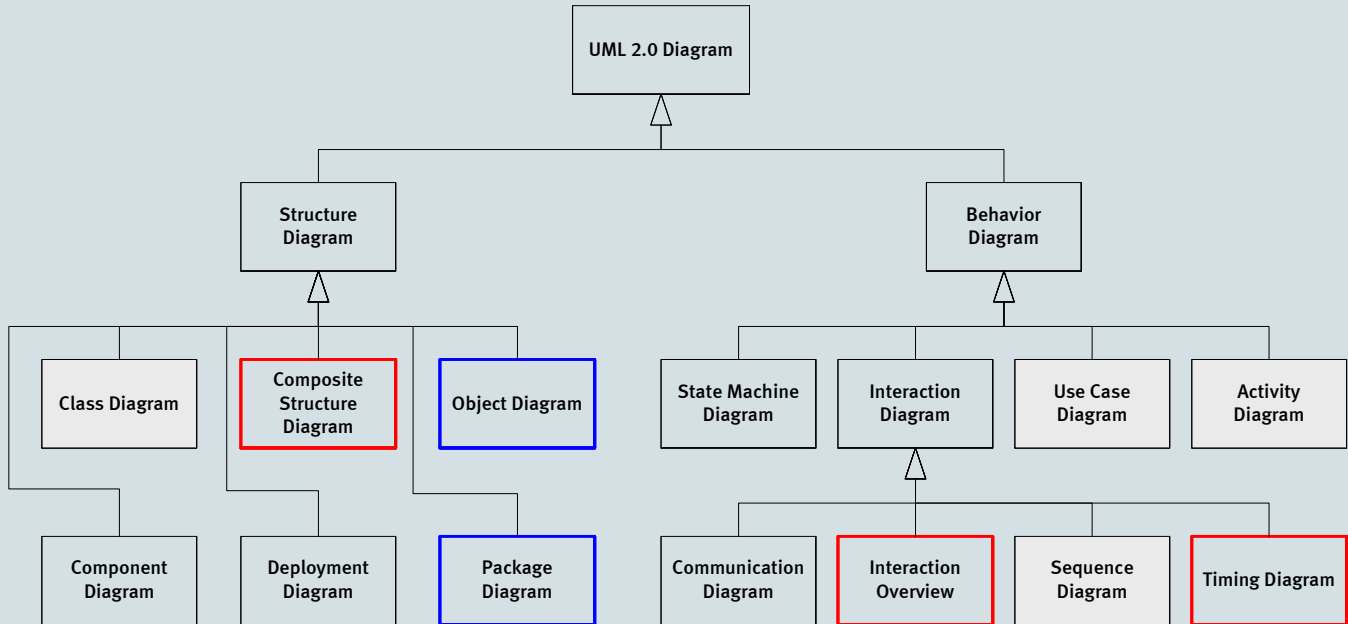 UML 2.0 Diagram
Structure
Diagram
Behavior
Diagram
Class Diagram
Composite
Structure
Diagram
Object Diagram
State Machine
Diagram
Interaction
Diagram
Use Case
Diagram
Activity
Diagram
Component
Diagram
Deployment
Diagram
Package
Diagram
Communication
Diagram
Interaction
Overview
Sequence
Diagram
Timing Diagram